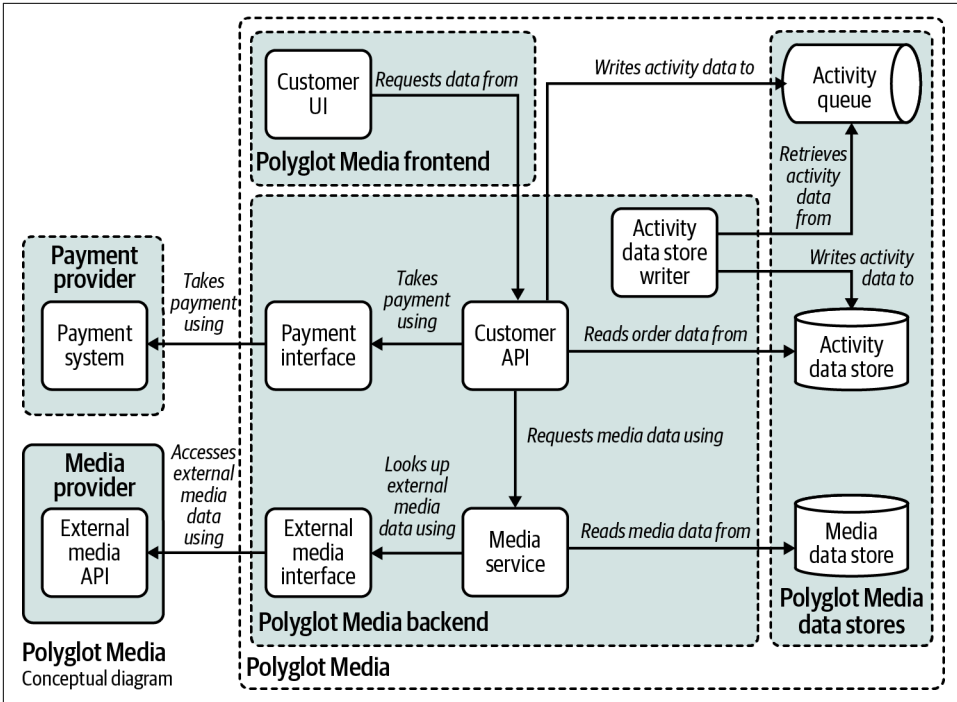 Customer
UI
Requests data from
Polyglot Media frontend
Writes activity data to
Activity
queue
Retrieves
activity
data
from
Activity
data store
writer
Writes activity
data to
Payment
provider
Payment
system
Takes
payment
using
Payment
interface
Takes
payment
using
Customer
API
Reads order data from
Activity
data store
Requests media data using
Media
provider
External
media
API
Accesses
external
media
data
using
External
media
interface
Looks up
external
media
data using
Media
service
Reads media data from
Media
data store
Polyglot Media
data stores
Polyglot Media backend
Polyglot Media
Polyglot Media
Conceptual diagram